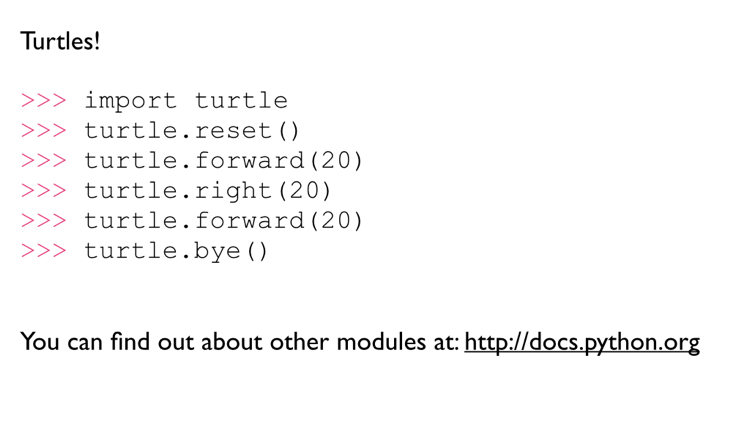 Turtles!
>>> import turtle
>>> turtle.reset()
>>> turtle.forward(20)
>>> turtle.right(20)
>>> turtle.forward(20)
>>> turtle.bye()
You can find out about other modules at: http://docs.python.org